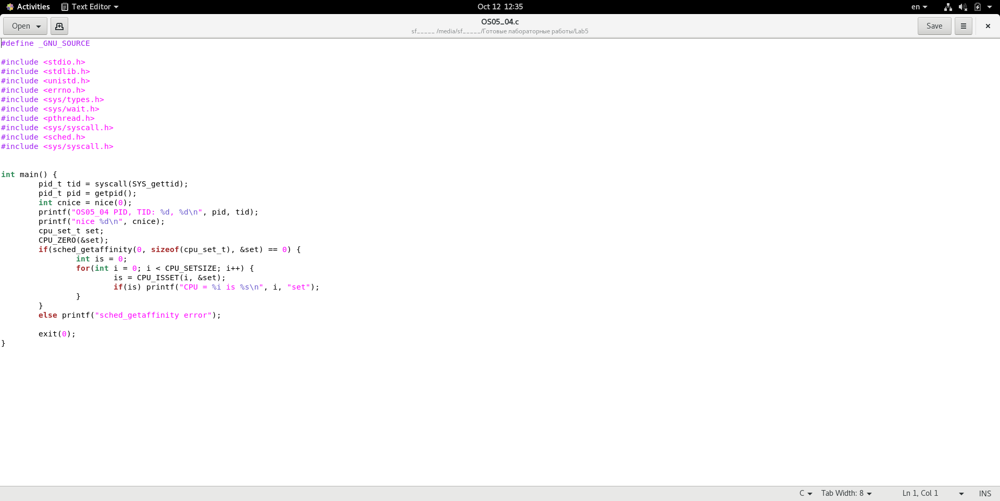 Activities Text Editor Oct 12 12:35 en
Open OS05_04.c Save
sf_____ /media/sf_____/Готовые лабораторные работы/Lab5
#define _GNU_SOURCE

#include <stdio.h>
#include <stdlib.h>
#include <unistd.h>
#include <errno.h>
#include <sys/types.h>
#include <sys/wait.h>
#include <pthread.h>
#include <sys/syscall.h>
#include <sched.h>
#include <sys/syscall.h>

int main() {
        pid_t tid = syscall(SYS_gettid);
        pid_t pid = getpid();
        int cnice = nice(0);
        printf("OS05_04 PID, TID: %d, %d\n", pid, tid);
        printf("nice %d\n", cnice);
        cpu_set_t set;
        CPU_ZERO(&set);
        if(sched_getaffinity(0, sizeof(cpu_set_t), &set) == 0) {
                int is = 0;
                for(int i = 0; i < CPU_SETSIZE; i++) {
                        is = CPU_ISSET(i, &set);
                        if(is) printf("CPU = %i is %s\n", i, "set");
                }
        }
        else printf("sched_getaffinity error");

        exit(0);
}
C Tab Width: 8 Ln 1, Col 1 INS